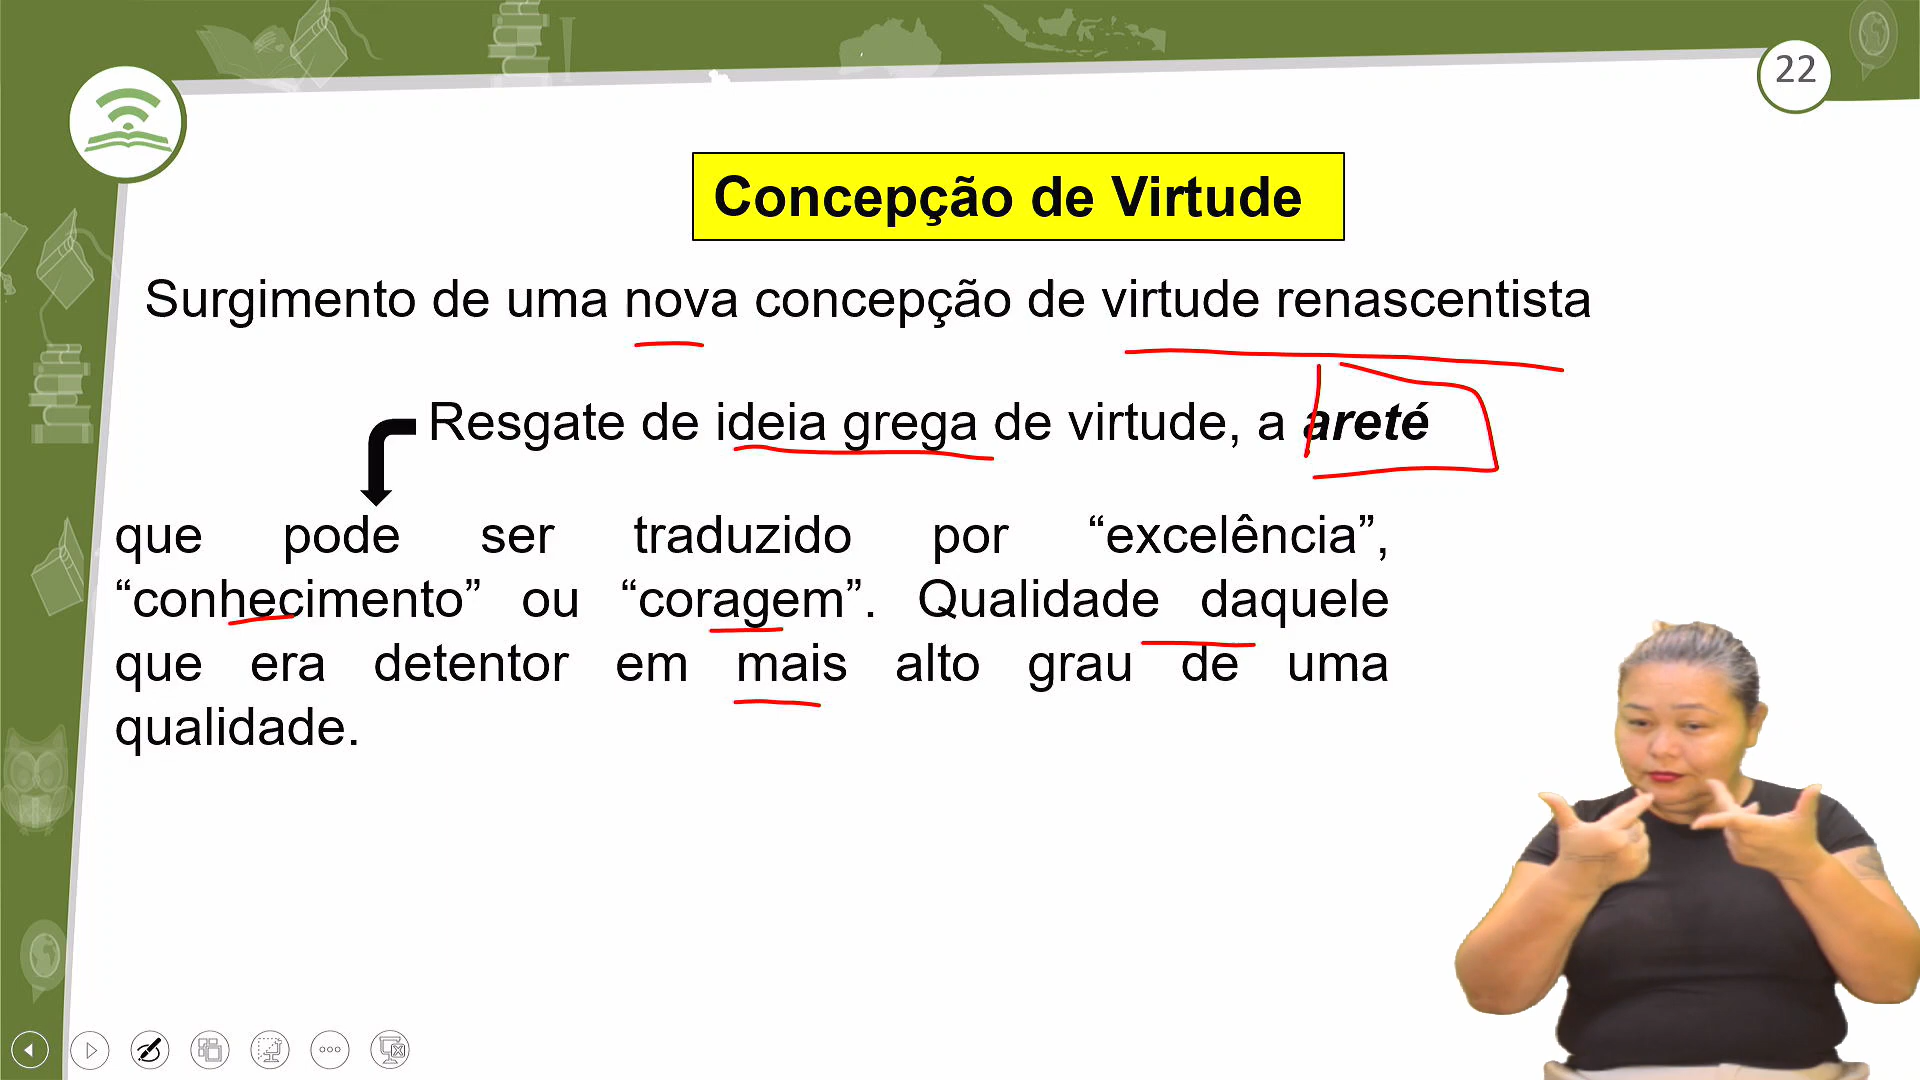 22
Concepção de Virtude
Surgimento de uma nova concepção de virtude renascentista
Resgate de ideia grega de virtude, a areté
que pode ser traduzido por “excelência”,
“conhecimento” ou “coragem”. Qualidade daquele
que era detentor em mais alto grau de uma
qualidade.